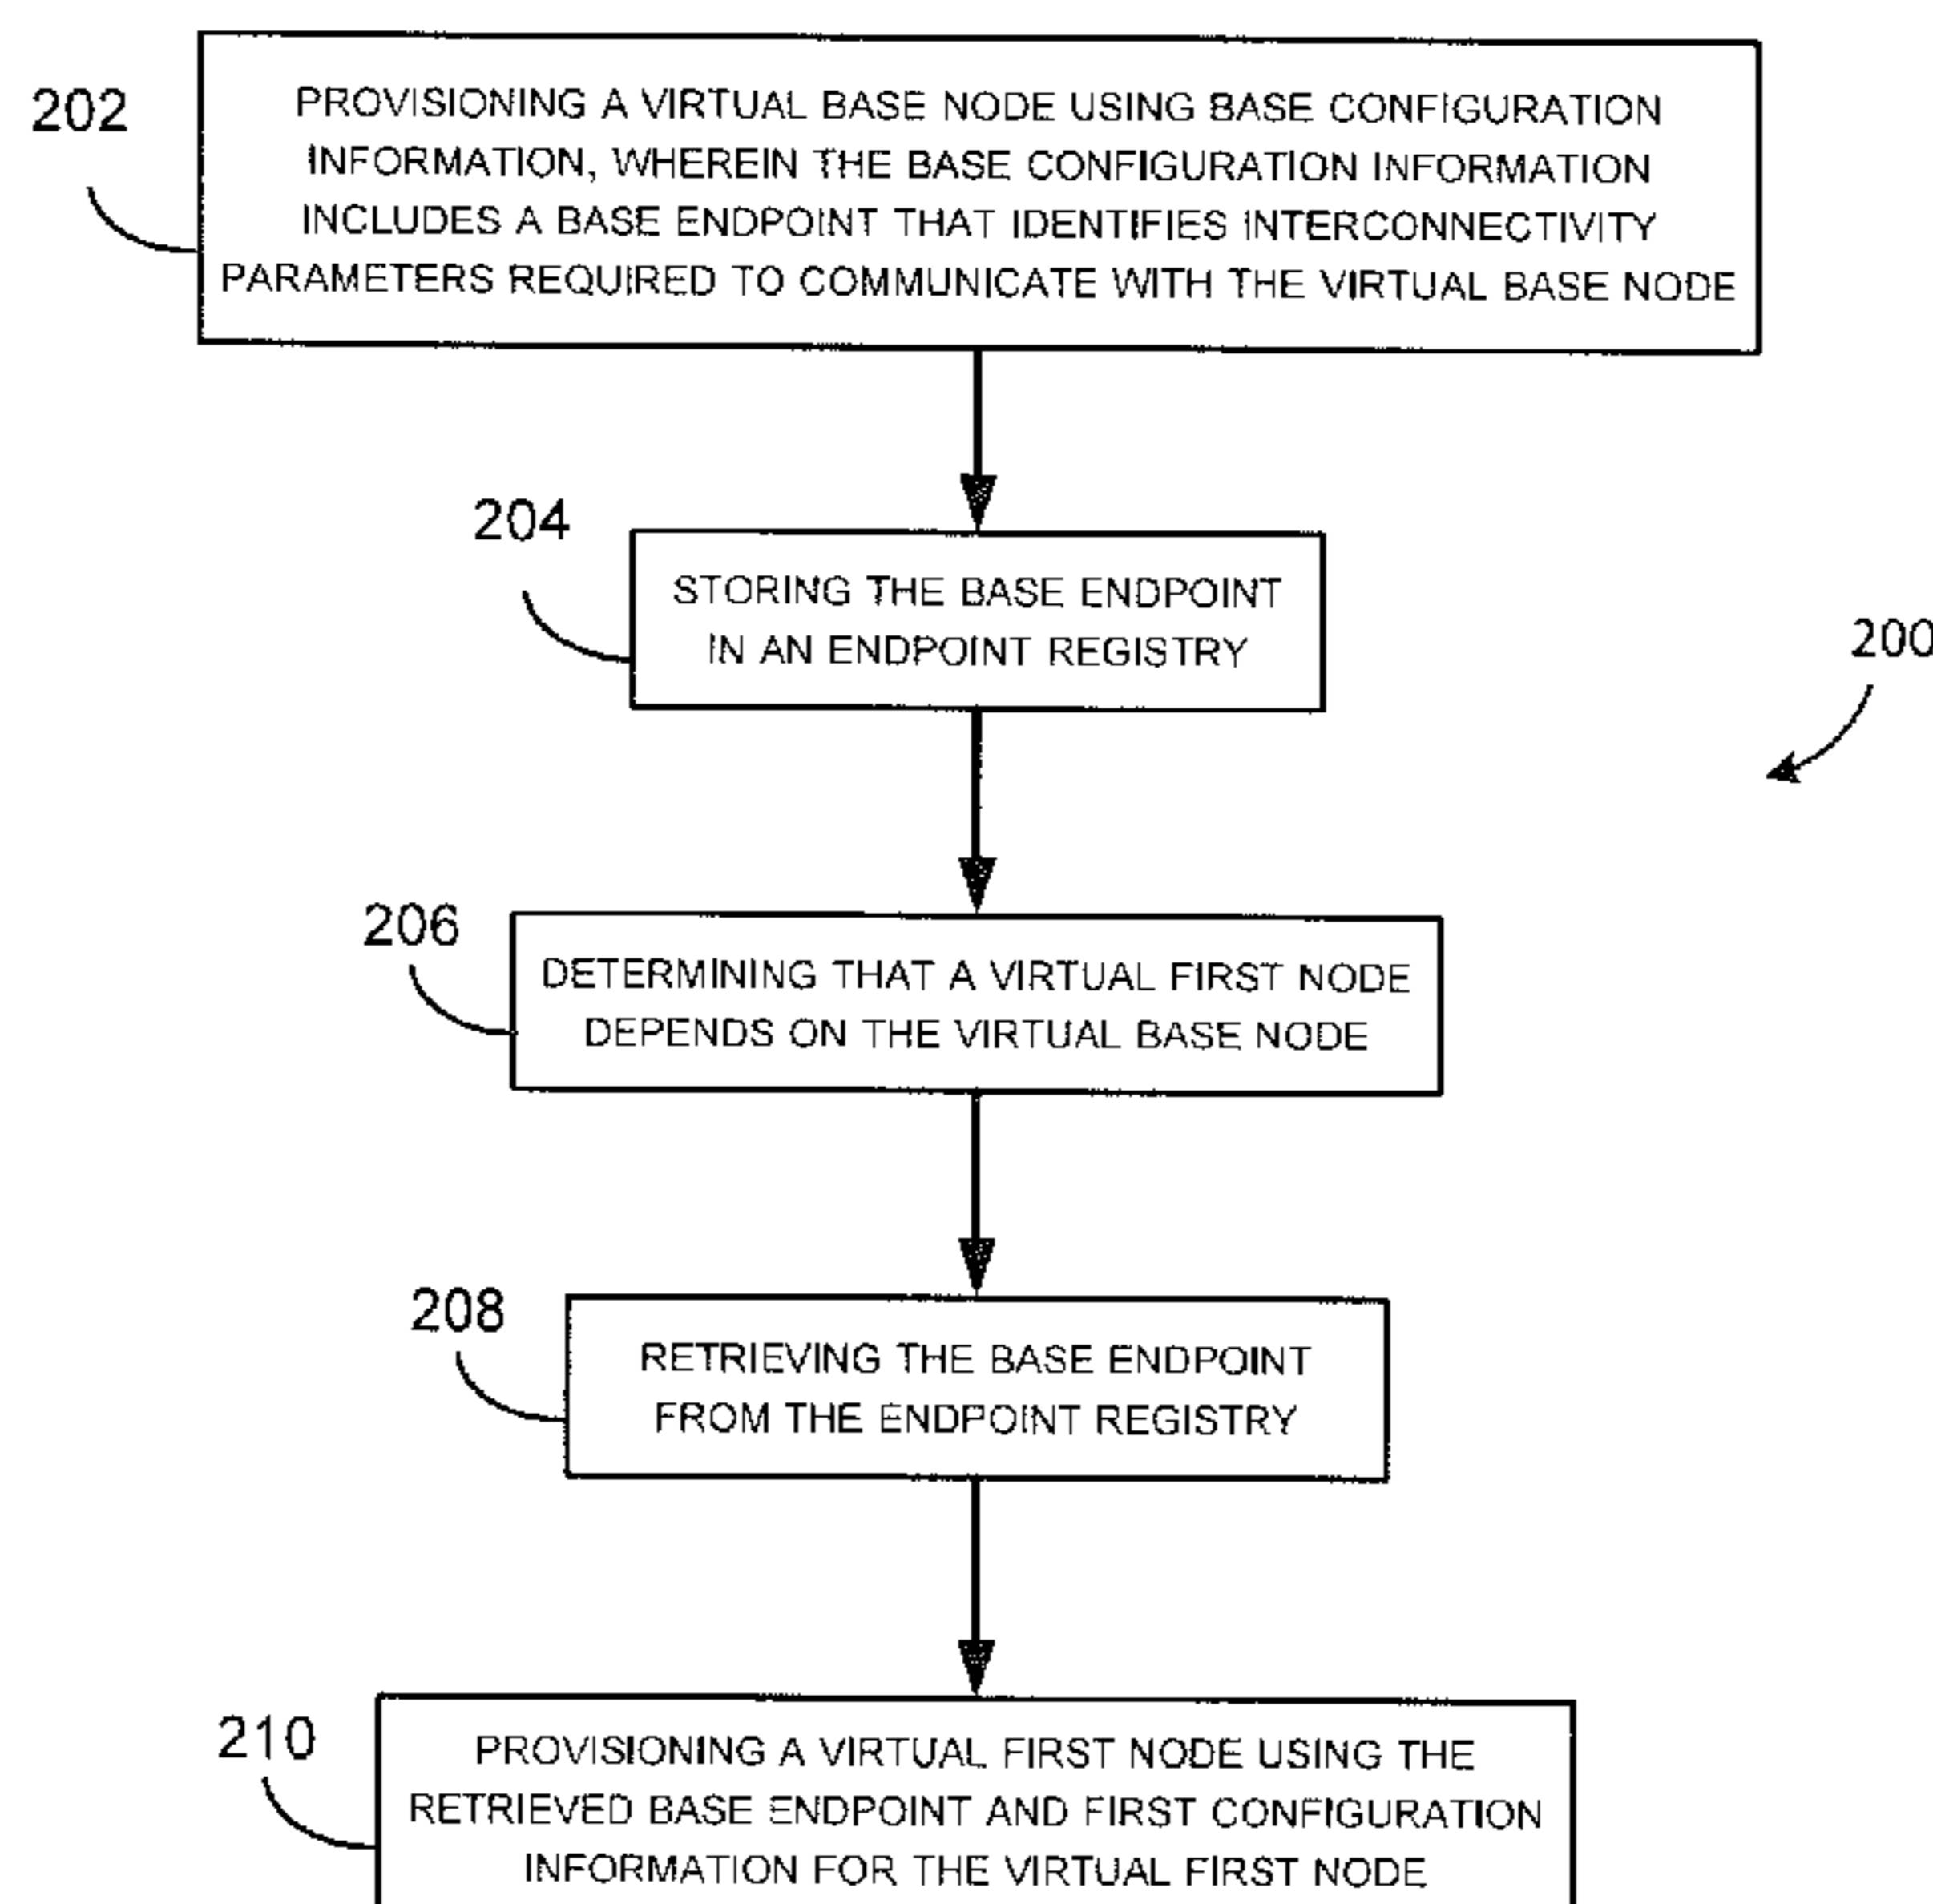 202
PROVISIONING A VIRTUAL BASE NODE USING BASE CONFIGURATION
INFORMATION, WHEREIN THE BASE CONFIGURATION INFORMATION
INCLUDES A BASE ENDPOINT THAT IDENTIFIES INTERCONNECTIVITY
PARAMETERS REQUIRED TO COMMUNICATE WITH THE VIRTUAL BASE NODE
204
STORING THE BASE ENDPOINT
IN AN ENDPOINT REGISTRY
200
206
DETERMINING THAT A VIRTUAL FIRST NODE
DEPENDS ON THE VIRTUAL BASE NODE
208
RETRIEVING THE BASE ENDPOINT
FROM THE ENDPOINT REGISTRY
210
PROVISIONING A VIRTUAL FIRST NODE USING THE
RETRIEVED BASE ENDPOINT AND FIRST CONFIGURATION
INFORMATION FOR THE VIRTUAL FIRST NODE